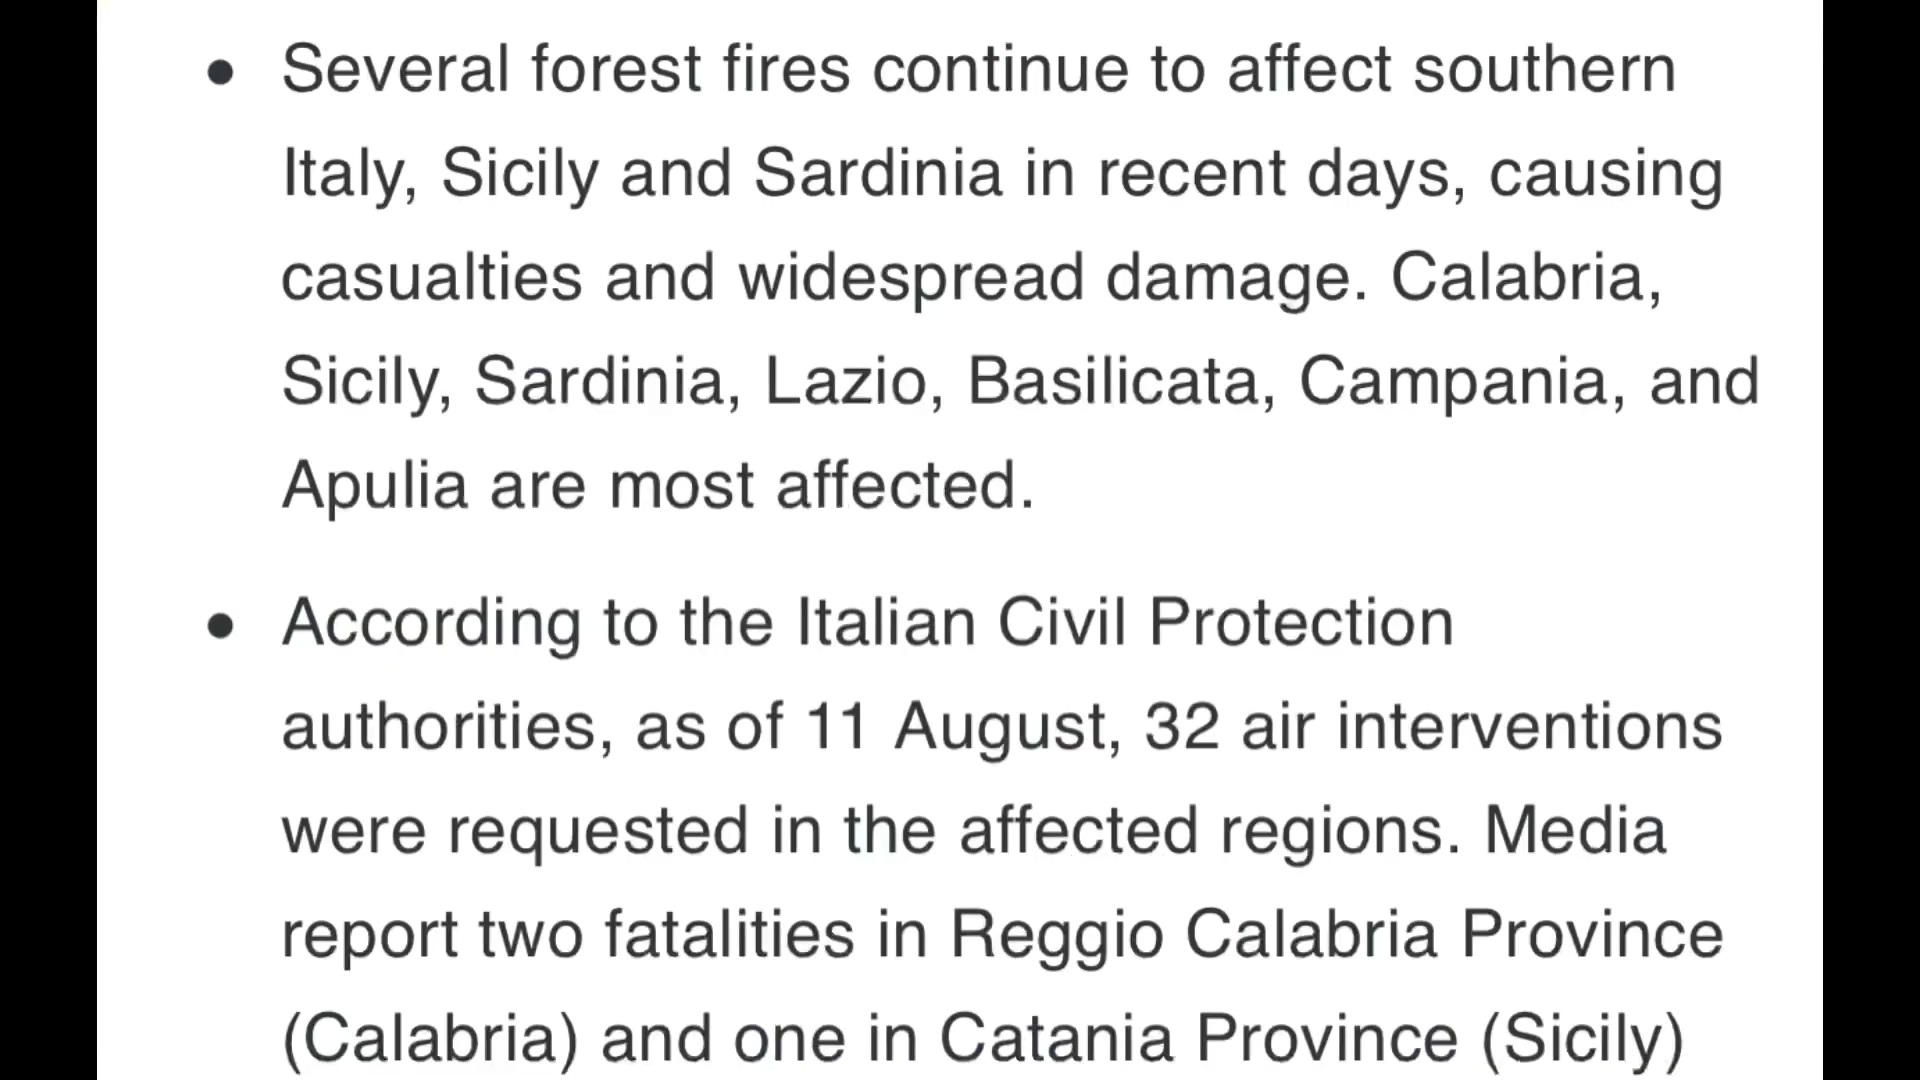 • Several forest fires continue to affect southern
Italy, Sicily and Sardinia in recent days, causing
casualties and widespread damage. Calabria,
Sicily, Sardinia, Lazio, Basilicata, Campania, and
Apulia are most affected.
• According to the Italian Civil Protection
authorities, as of 11 August, 32 air interventions
were requested in the affected regions. Media
report two fatalities in Reggio Calabria Province
(Calabria) and one in Catania Province (Sicily)